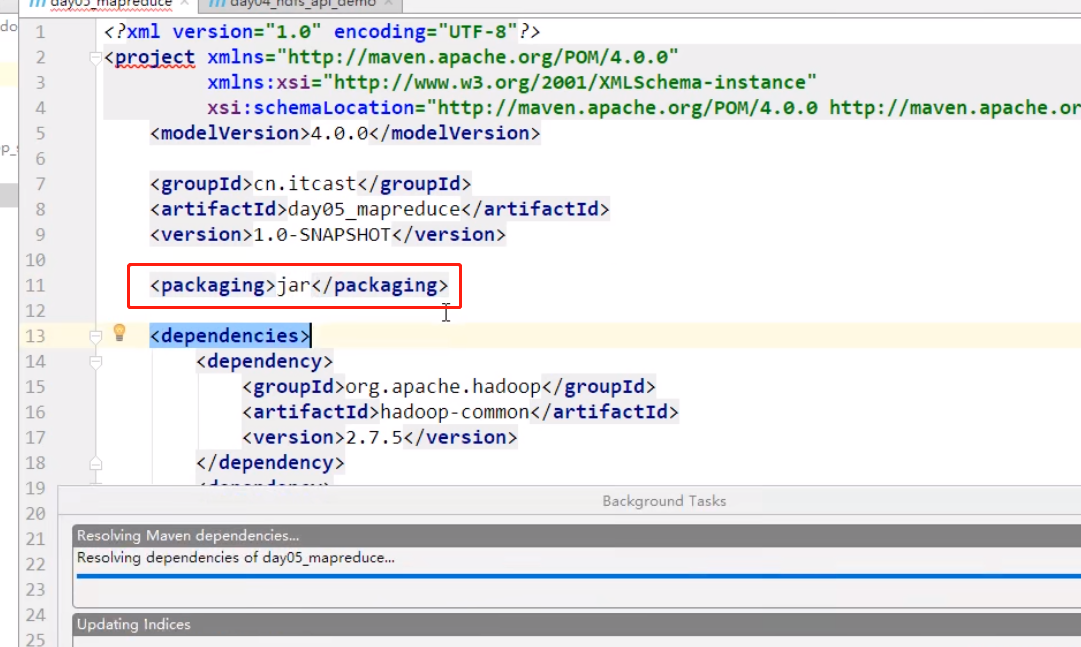 day05_mapreduce
day04_hdfs_api_demo
1 <?xml version="1.0" encoding="UTF-8"?>
2 <project xmlns="http://maven.apache.org/POM/4.0.0"
3 xmlns:xsi="http://www.w3.org/2001/XMLSchema-instance"
4 xsi:schemaLocation="http://maven.apache.org/POM/4.0.0 http://maven.apache.or
5 <modelVersion>4.0.0</modelVersion>
6
7 <groupId>cn.itcast</groupId>
8 <artifactId>day05_mapreduce</artifactId>
9 <version>1.0-SNAPSHOT</version>
10
11 <packaging>jar</packaging>
12
13 <dependencies>
14 <dependency>
15 <groupId>org.apache.hadoop</groupId>
16 <artifactId>hadoop-common</artifactId>
17 <version>2.7.5</version>
18 </dependency>
19 <dependency>
20 Background Tasks
21 Resolving Maven dependencies...
22 Resolving dependencies of day05_mapreduce...
23
24 Updating Indices
25